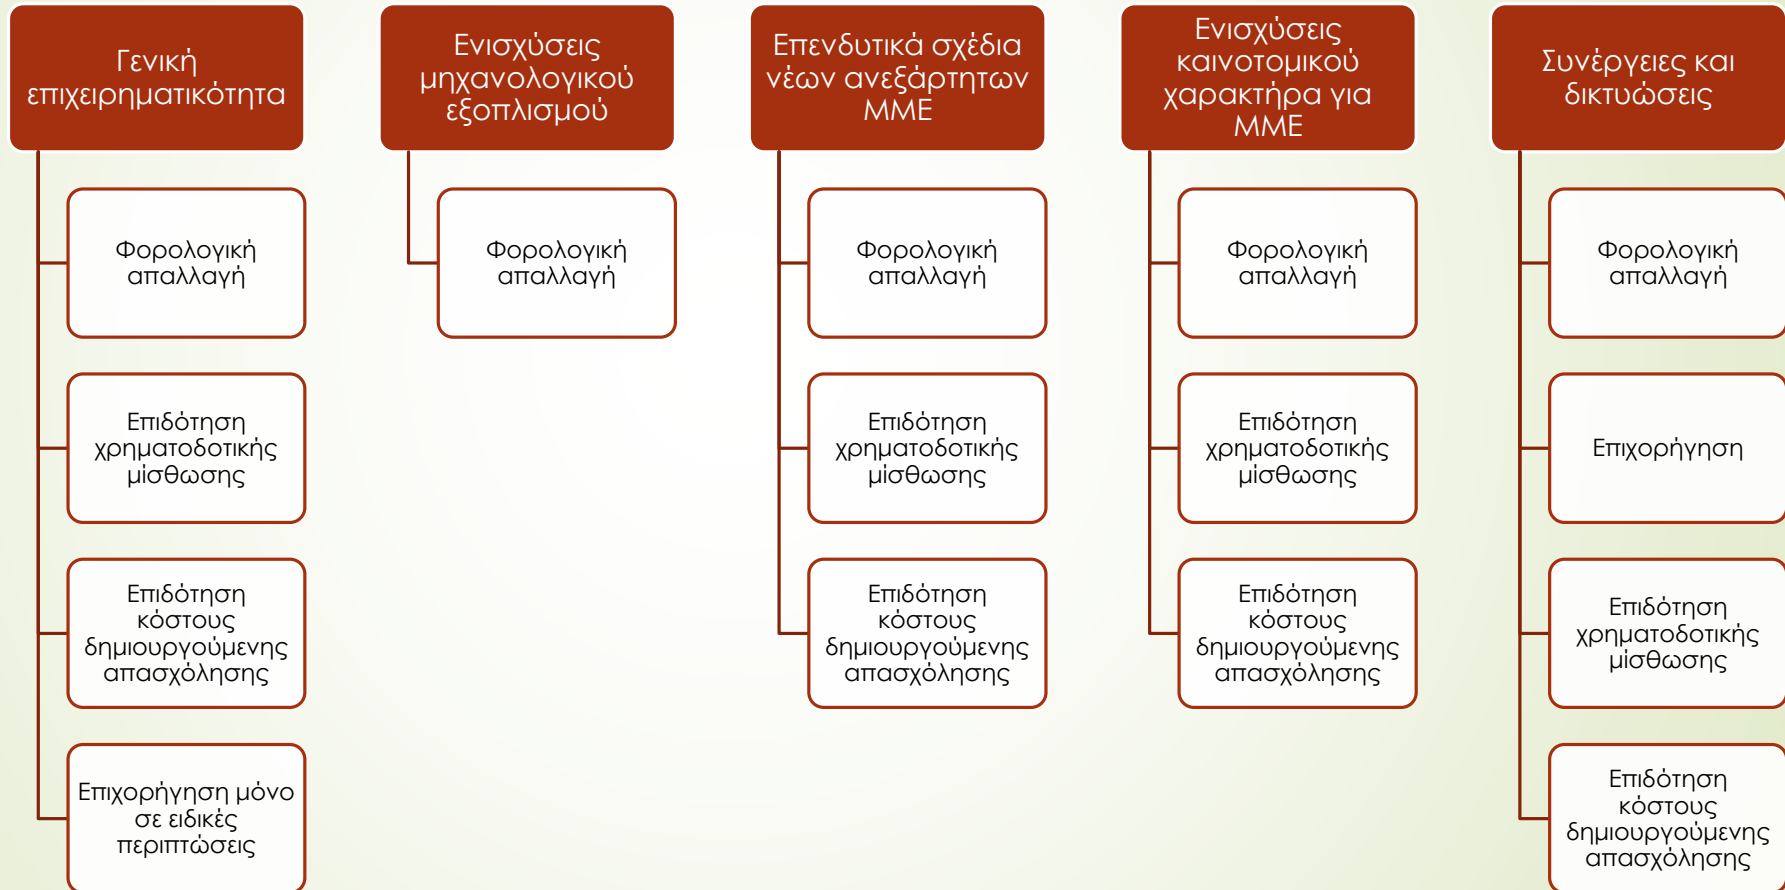 Γενική
επιχειρηματικότητα
Φορολογική
απαλλαγή
Επιδότηση
χρηματοδοτικής
μίσθωσης
Επιδότηση
κόστους
δημιουργούμενης
απασχόλησης
Επιχορήγηση μόνο
σε ειδικές
περιπτώσεις
Ενισχύσεις
μηχανολογικού
εξοπλισμού
Φορολογική
απαλλαγή
Επενδυτικά σχέδια
νέων ανεξάρτητων
ΜΜΕ
Φορολογική
απαλλαγή
Επιδότηση
χρηματοδοτικής
μίσθωσης
Επιδότηση
κόστους
δημιουργούμενης
απασχόλησης
Ενισχύσεις
καινοτομικού
χαρακτήρα για
ΜΜΕ
Φορολογική
απαλλαγή
Επιδότηση
χρηματοδοτικής
μίσθωσης
Επιδότηση
κόστους
δημιουργούμενης
απασχόλησης
Συνέργειες και
δικτυώσεις
Φορολογική
απαλλαγή
Επιχορήγηση
Επιδότηση
χρηματοδοτικής
μίσθωσης
Επιδότηση
κόστους
δημιουργούμενης
απασχόλησης